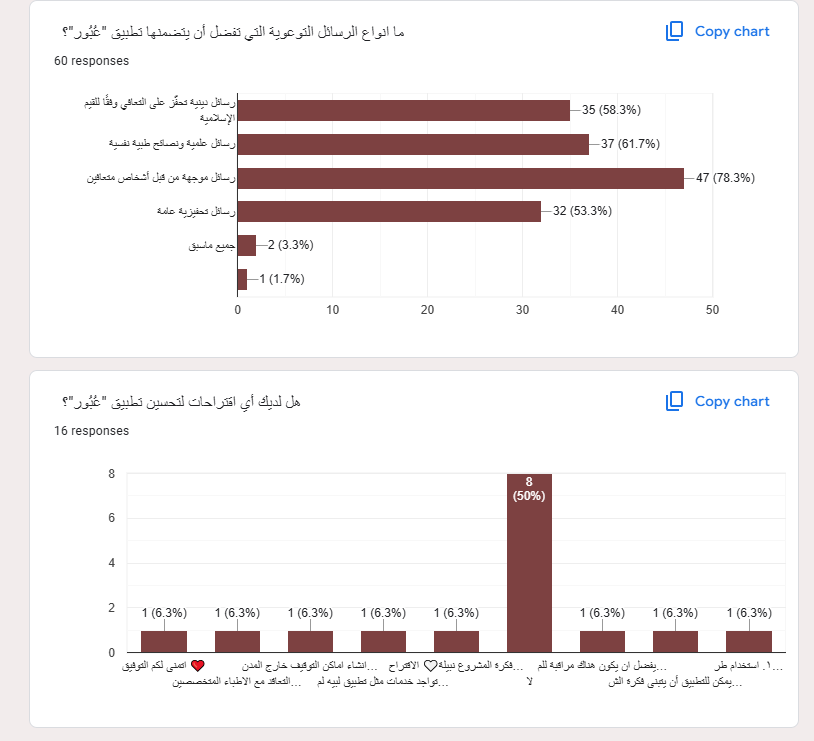 ما انواع الرسائل التوعوية التي تفضل أن يتضمنها تطبيق "عُبُور"؟
Copy chart
60 responses
رسائل دينية تحفّز على التعافي وفقًا للقيم
الإسلامية
35 (58.3%)
رسائل علمية ونصائح طبية نفسية
37 (61.7%)
رسائل موجهة من قبل أشخاص متعافين
47 (78.3%)
رسائل تحفيزية عامة
32 (53.3%)
جميع ماسبق
2 (3.3%)
1 (1.7%)
0 10 20 30 40 50
هل لديك أي اقتراحات لتحسين تطبيق "عُبُور"؟
Copy chart
16 responses
8
6
4
2
0
1 (6.3%) 1 (6.3%) 1 (6.3%) 1 (6.3%) 1 (6.3%) 8 (50%) 1 (6.3%) 1 (6.3%) 1 (6.3%)
اتمنى لكم التوفيق ❤️
التعاقد مع الاطباء المتخصصين…
انشاء اماكن التوقيف خارج المدن…
تواجد خدمات مثل تطبيق لبيه لم…
فكرة المشروع نبيلة🤍 الاقتراح…
لا
يفضل ان يكون هناك مراقبة للم…
يمكن للتطبيق أن يتبنى فكرة الش…
١. استخدام طر…